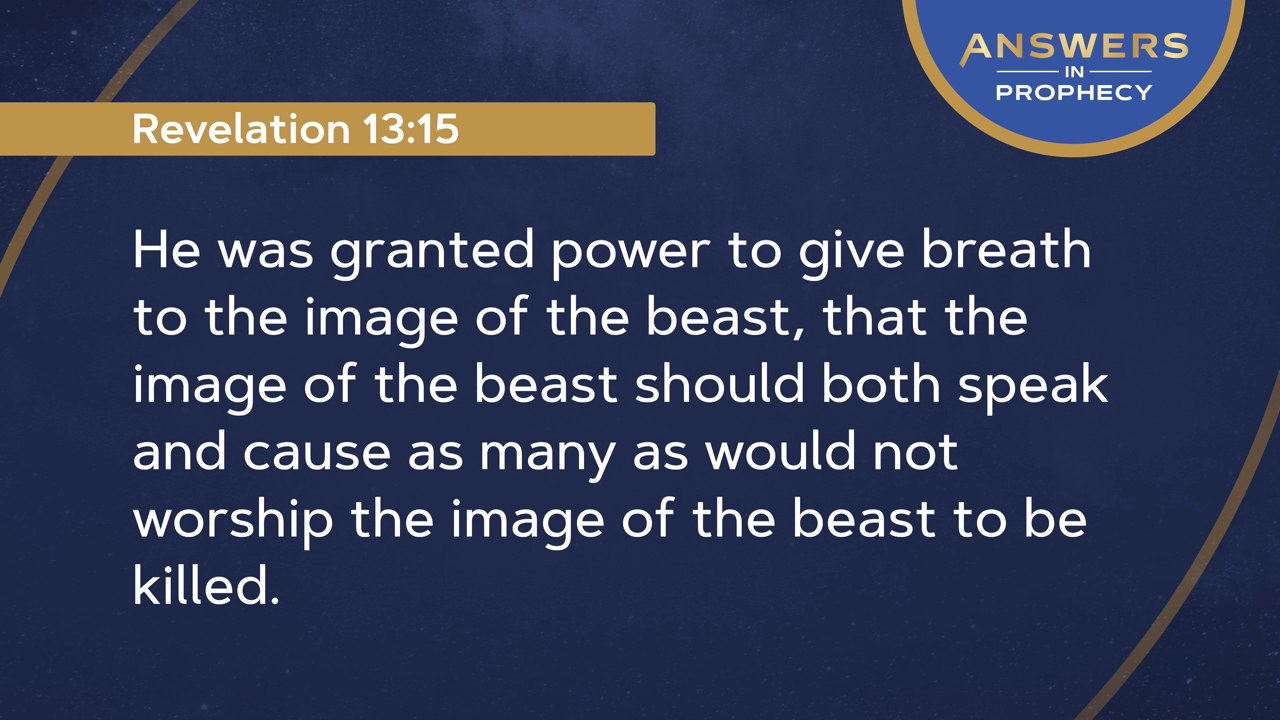 ANSWERS
IN
PROPHECY
Revelation 13:15
He was granted power to give breath
to the image of the beast, that the
image of the beast should both speak
and cause as many as would not
worship the image of the beast to be
killed.